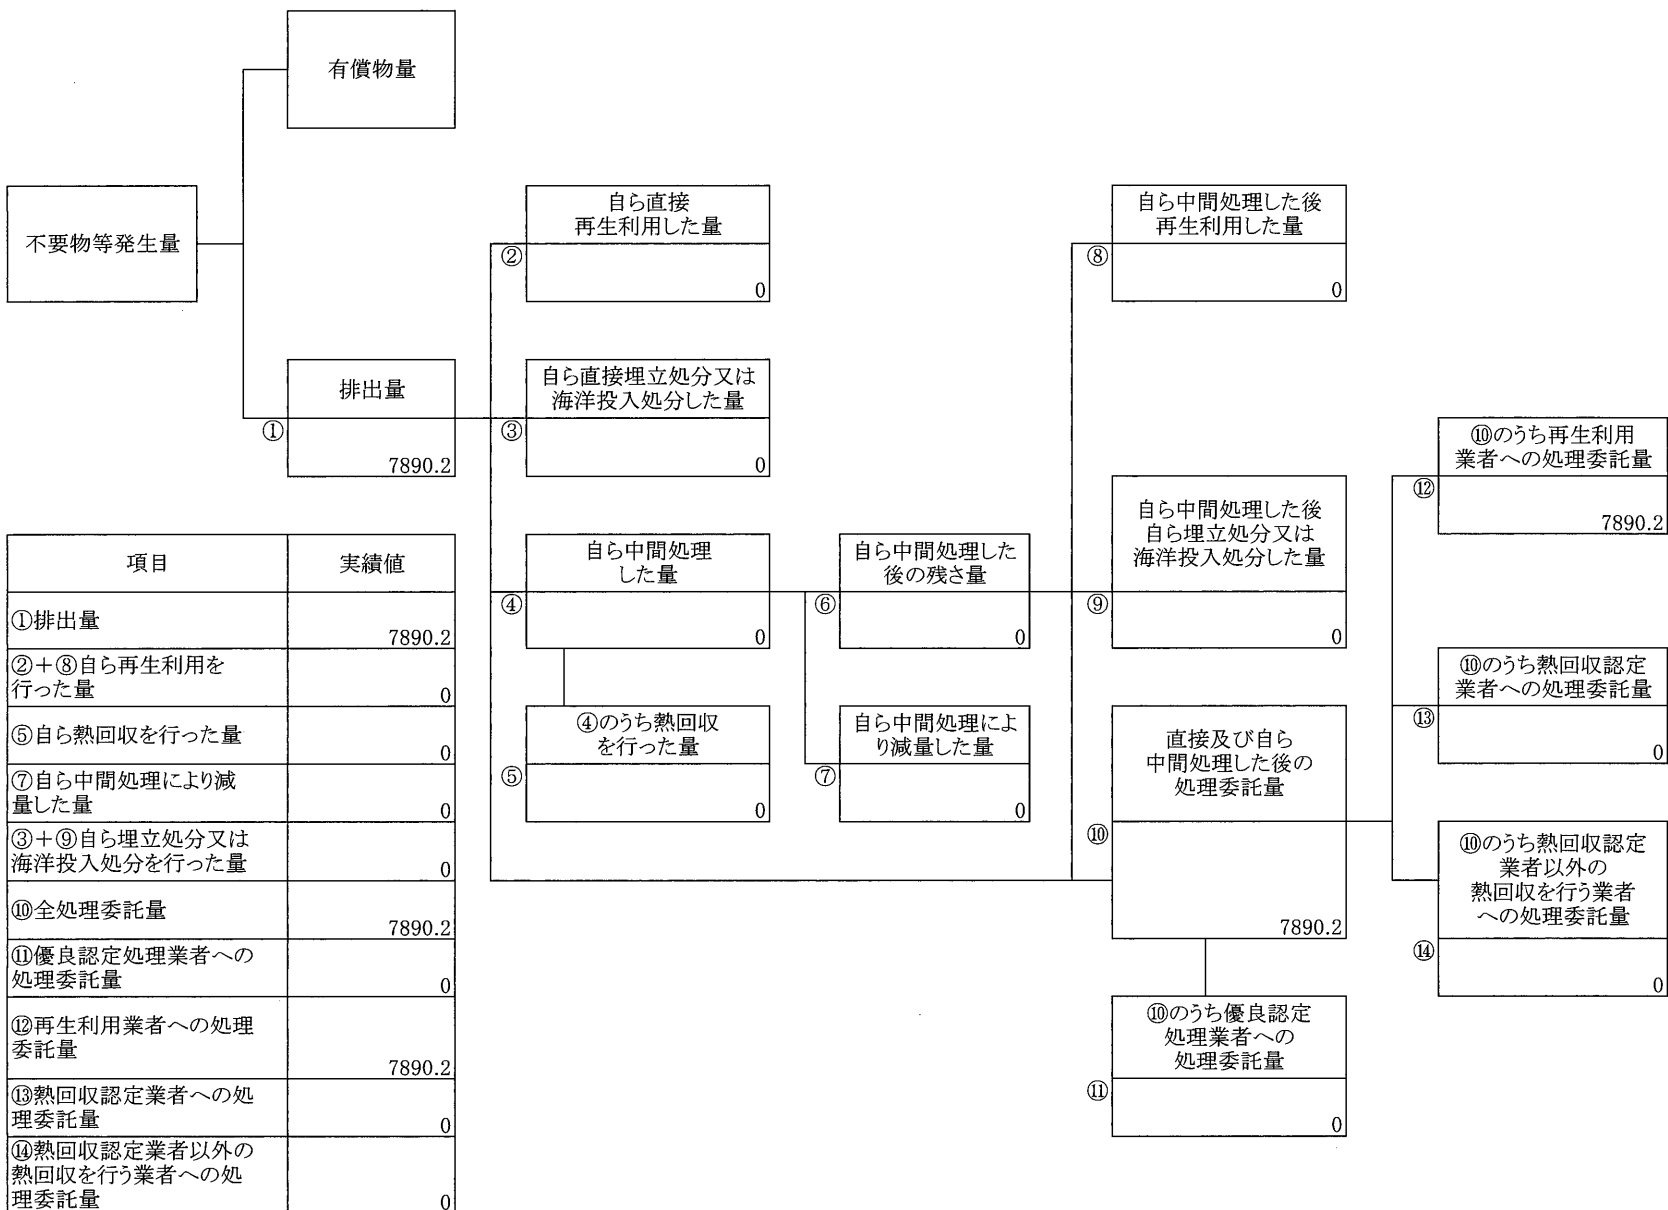 有償物量
不要物等発生量
排出量
①
7890.2
自ら直接
再生利用した量
②
0
自ら直接埋立処分又は
海洋投入処分した量
③
0
自ら中間処理
した量
④
0
④のうち熱回収
を行った量
⑤
0
自ら中間処理した
後の残さ量
⑥
0
自ら中間処理によ
り減量した量
⑦
0
自ら中間処理した後
再生利用した量
⑧
0
自ら中間処理した後
自ら埋立処分又は
海洋投入処分した量
⑨
0
直接及び自ら
中間処理した後の
処理委託量
⑩
7890.2
⑩のうち優良認定
処理業者への
処理委託量
⑪
0
⑩のうち再生利用
業者への処理委託量
⑫
7890.2
⑩のうち熱回収認定
業者への処理委託量
⑬
0
⑩のうち熱回収認定
業者以外の
熱回収を行う業者
への処理委託量
⑭
0
項目 実績値
①排出量
7890.2
②＋⑧自ら再生利用を
行った量
0
⑤自ら熱回収を行った量
0
⑦自ら中間処理により減
量した量
0
③＋⑨自ら埋立処分又は
海洋投入処分を行った量
0
⑩全処理委託量
7890.2
⑪優良認定処理業者への
処理委託量
0
⑫再生利用業者への処理
委託量
7890.2
⑬熱回収認定業者への処
理委託量
0
⑭熱回収認定業者以外の
熱回収を行う業者への処
理委託量
0